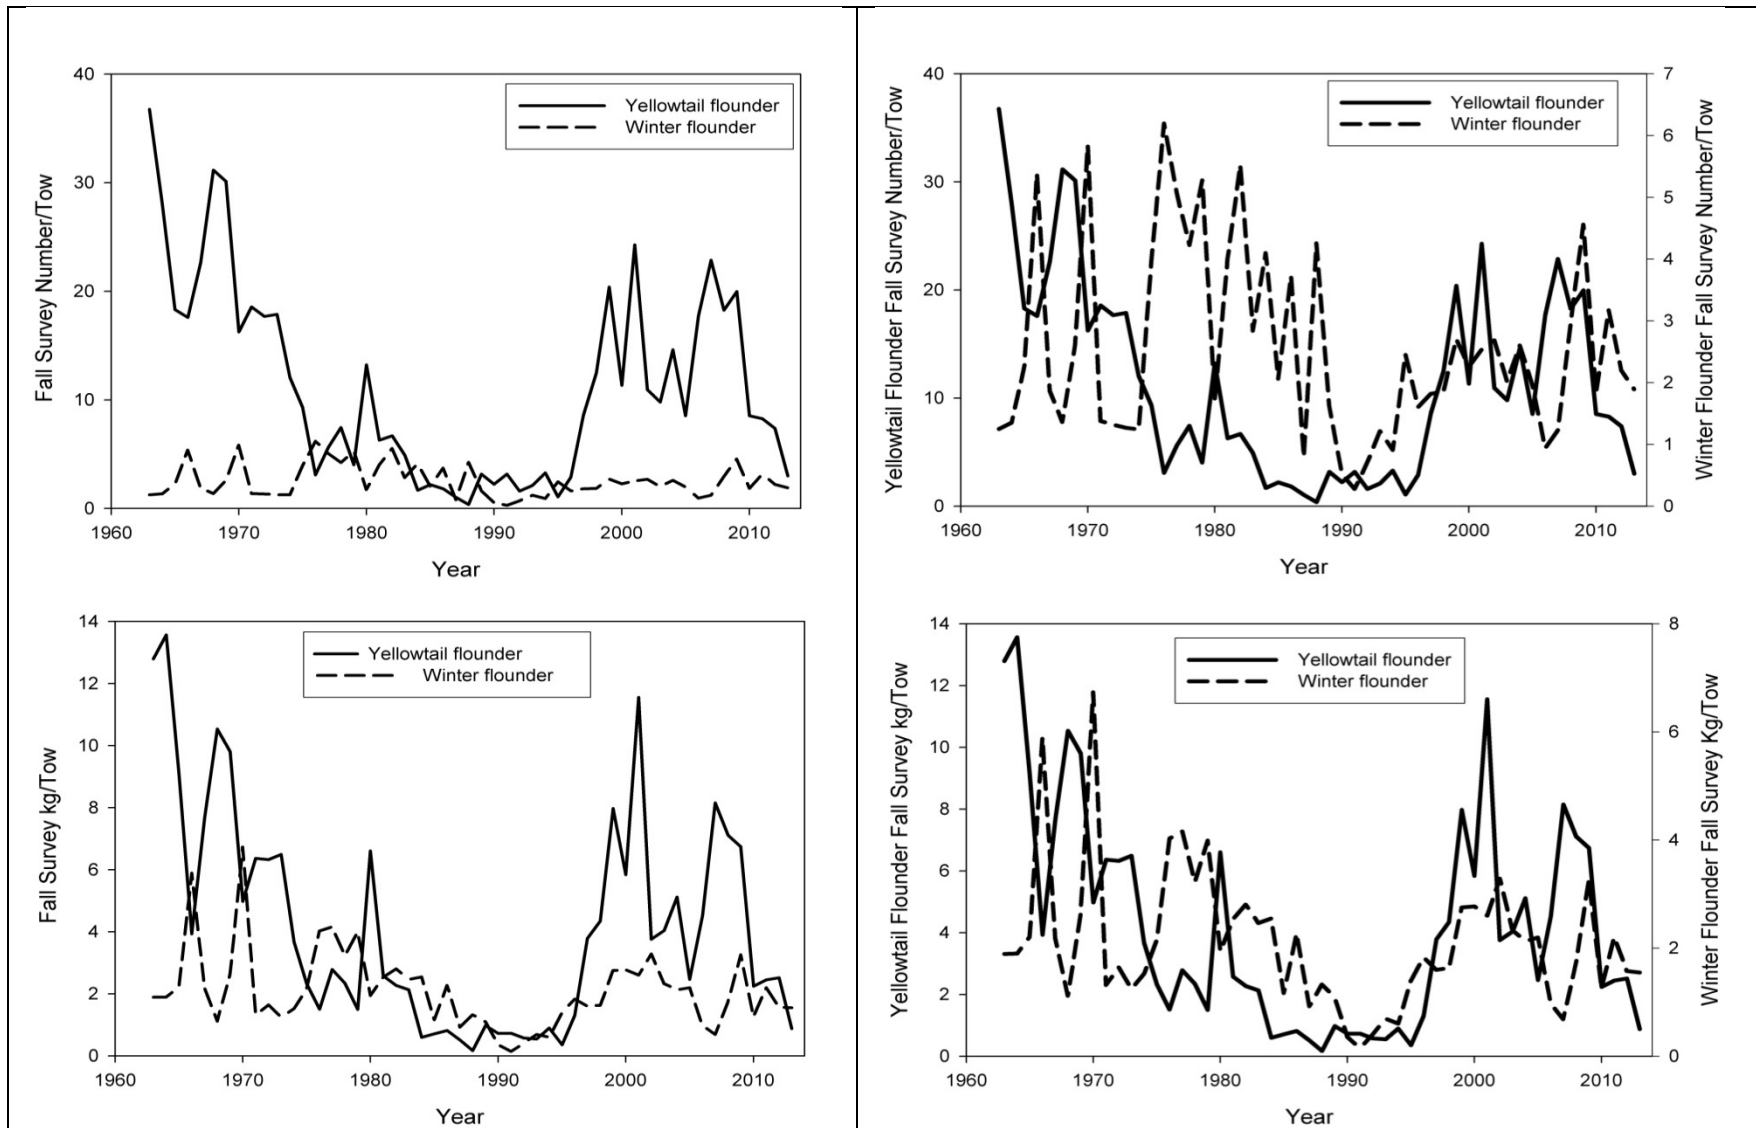 Fall Survey Number/Tow
40
30
20
10
0
Yellowtail flounder
Winter flounder
1960 1970 1980 1990 2000 2010
Year
Yellowtail Flounder Fall Survey Number/Tow
40
30
20
10
0
Yellowtail flounder
Winter flounder
7
6
5
4
3
2
1
0
Winter Flounder Fall Survey Number/Tow
1960 1970 1980 1990 2000 2010
Year
Fall Survey kg/Tow
14
12
10
8
6
4
2
0
Yellowtail flounder
Winter flounder
1960 1970 1980 1990 2000 2010
Year
Yellowtail Flounder Fall Survey kg/Tow
14
12
10
8
6
4
2
0
Yellowtail flounder
Winter flounder
8
6
4
2
0
Winter Flounder Fall Survey Kg/Tow
1960 1970 1980 1990 2000 2010
Year